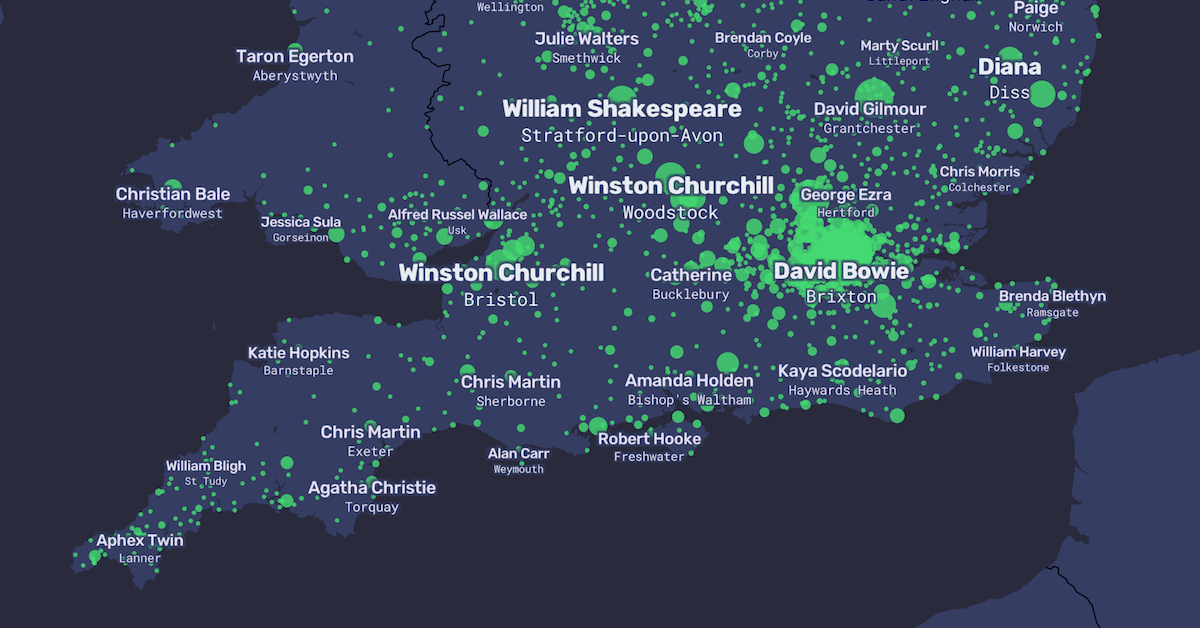 Wellington
Paige
Norwich
Julie Walters
Smethwick
Brendan Coyle
Corby
Marty Scurll
Littleport
Taron Egerton
Aberystwyth
Diana
Diss
William Shakespeare
Stratford-upon-Avon
David Gilmour
Grantchester
Chris Morris
Colchester
Winston Churchill
Woodstock
Christian Bale
Haverfordwest
George Ezra
Hertford
Jessica Sula
Gorseinon
Alfred Russel Wallace
Usk
Winston Churchill
Bristol
Catherine
Bucklebury
David Bowie
Brixton
Brenda Blethyn
Ramsgate
Katie Hopkins
Barnstaple
William Harvey
Folkestone
Chris Martin
Sherborne
Amanda Holden
Bishop's Waltham
Kaya Scodelario
Haywards Heath
Chris Martin
Exeter
Robert Hooke
Freshwater
Alan Carr
Weymouth
William Bligh
St Tudy
Agatha Christie
Torquay
Aphex Twin
Lanner